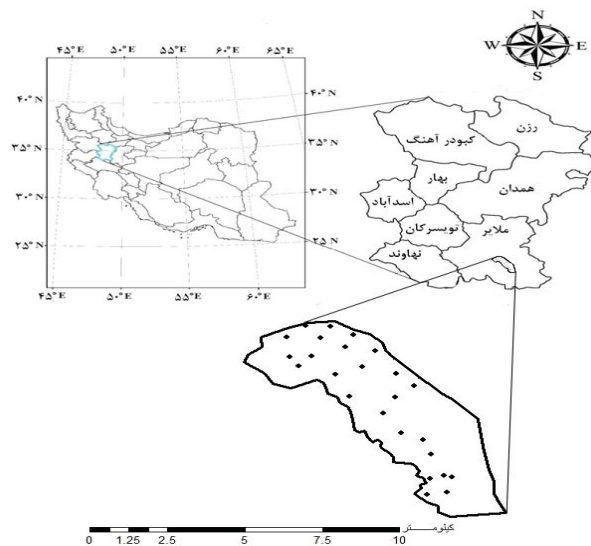 N
W E
S
۴۵°E ۵۰°E ۵۵°E ۶۰°E ۶۵°E
۴۰°N ۴۰°N
۳۵°N ۳۵°N
۳۰°N ۳۰°N
۲۵°N ۲۵°N
۴۵°E ۵۰°E ۵۵°E ۶۰°E
رزن
کبودر آهنگ
بهار
همدان
اسدآباد
تویسرکان
ملایر
نهاوند
کیلومتر
0 1.25 2.5 5 7.5 10